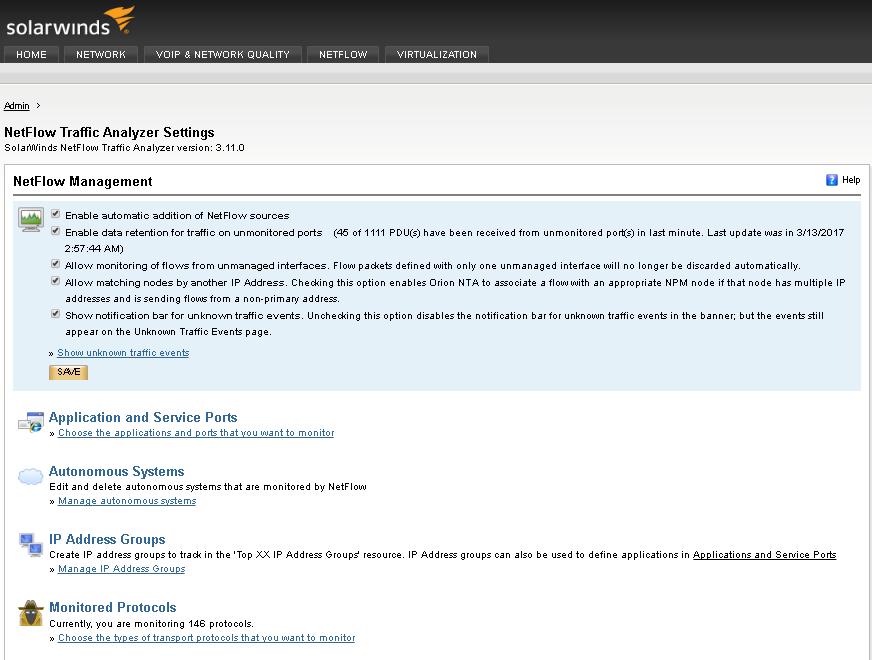 solarwinds
HOME NETWORK VOIP & NETWORK QUALITY NETFLOW VIRTUALIZATION
Admin >
NetFlow Traffic Analyzer Settings
SolarWinds NetFlow Traffic Analyzer version: 3.11.0
NetFlow Management ? Help
Enable automatic addition of NetFlow sources
Enable data retention for traffic on unmonitored ports (45 of 1111 PDU(s) have been received from unmonitored port(s) in last minute. Last update was in 3/13/2017
2:57:44 AM)
Allow monitoring of flows from unmanaged interfaces. Flow packets defined with only one unmanaged interface will no longer be discarded automatically.
Allow matching nodes by another IP Address. Checking this option enables Orion NTA to associate a flow with an appropriate NPM node if that node has multiple IP
addresses and is sending flows from a non-primary address.
Show notification bar for unknown traffic events. Unchecking this option disables the notification bar for unknown traffic events in the banner; but the events still
appear on the Unknown Traffic Events page.
» Show unknown traffic events
SAVE
Application and Service Ports
» Choose the applications and ports that you want to monitor
Autonomous Systems
Edit and delete autonomous systems that are monitored by NetFlow
» Manage autonomous systems
IP Address Groups
Create IP address groups to track in the 'Top XX IP Address Groups' resource. IP Address groups can also be used to define applications in Applications and Service Ports
» Manage IP Address Groups
Monitored Protocols
Currently, you are monitoring 146 protocols.
» Choose the types of transport protocols that you want to monitor